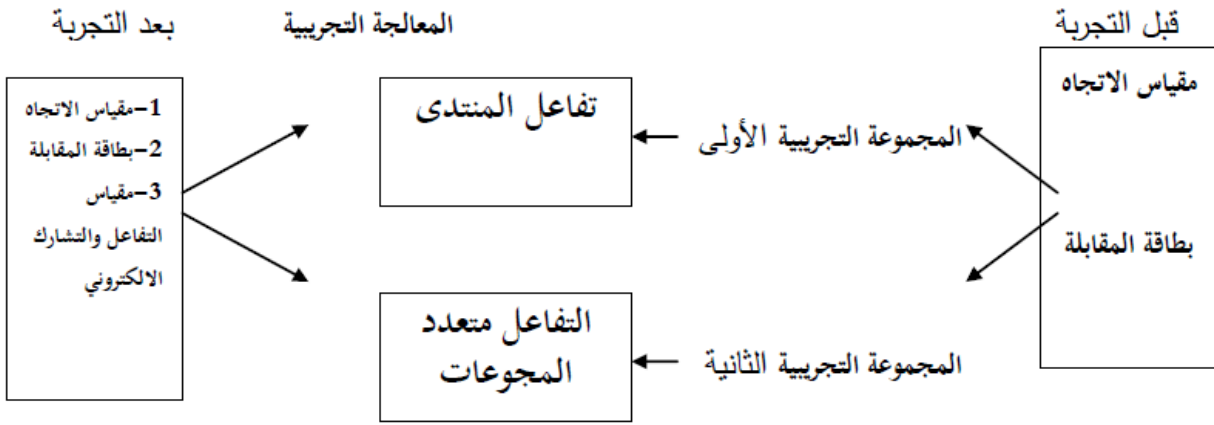 قبل التجربة
المعالجة التجريبية
بعد التجربة
مقياس الاتجاه
بطاقة المقابلة
المجموعة التجريبية الأولى
تفاعل المنتدى
المجموعة التجريبية الثانية
التفاعل متعدد
المجوعات
1-مقياس الاتجاه
2-بطاقة المقابلة
3-مقياس
التفاعل والتشارك
الالكتروني